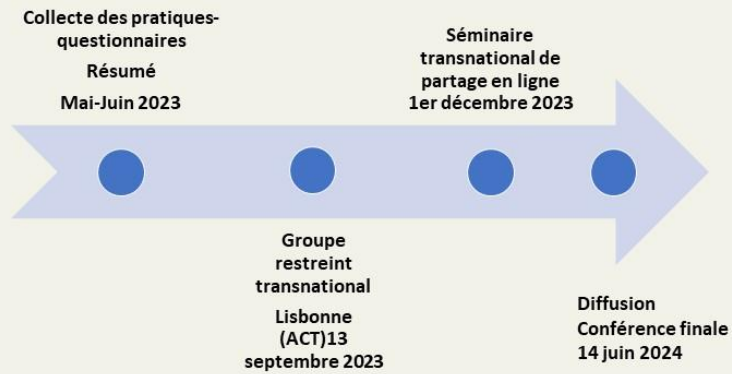 Collecte des pratiques-
questionnaires
Résumé
Mai-Juin 2023
Groupe
restreint
transnational
Lisbonne
(ACT)13
septembre 2023
Séminaire
transnational de
partage en ligne
1er décembre 2023
Diffusion
Conférence finale
14 juin 2024